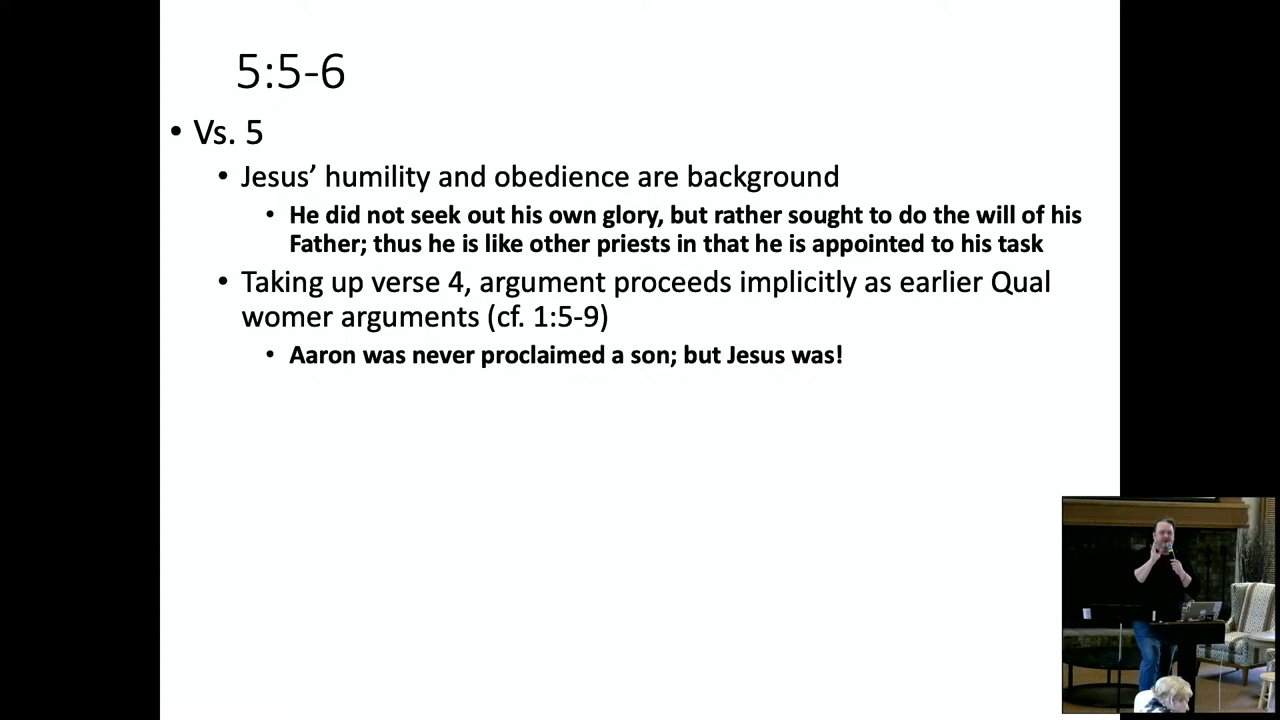 5:5-6
• Vs. 5
• Jesus’ humility and obedience are background
• He did not seek out his own glory, but rather sought to do the will of his
Father; thus he is like other priests in that he is appointed to his task
• Taking up verse 4, argument proceeds implicitly as earlier Qual
womer arguments (cf. 1:5-9)
• Aaron was never proclaimed a son; but Jesus was!